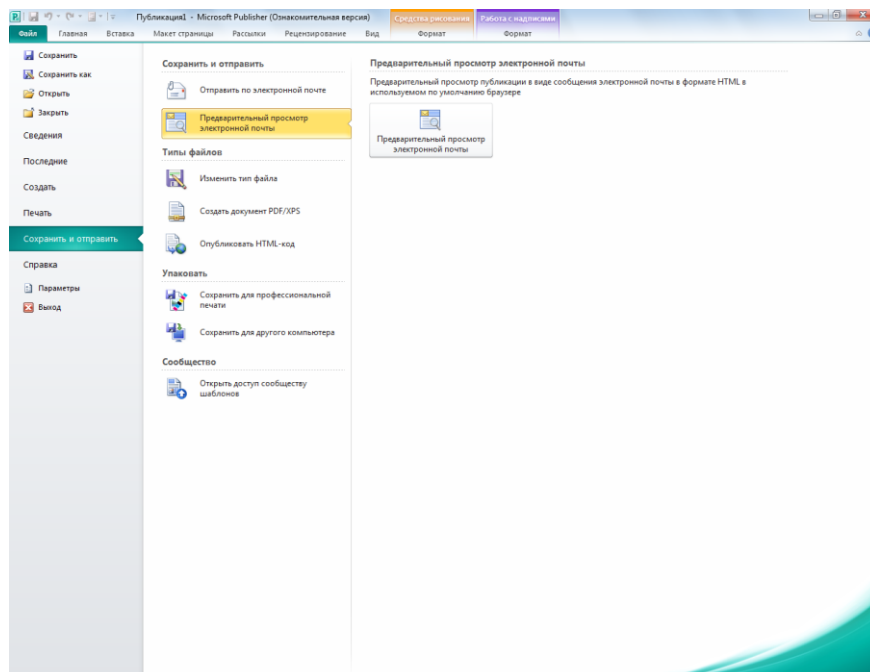 Публикация1 - Microsoft Publisher (Ознакомительная версия)
Средства рисования
Работа с надписями
Файл Главная Вставка Макет страницы Рассылки Рецензирование Вид Формат Формат
Сохранить
Сохранить как
Открыть
Закрыть
Сведения
Последние
Создать
Печать
Сохранить и отправить
Справка
Параметры
Выход
Сохранить и отправить
Отправить по электронной почте
Предварительный просмотр
электронной почты
Типы файлов
Изменить тип файла
Создать документ PDF/XPS
Опубликовать HTML-код
Упаковать
Сохранить для профессиональной
печати
Сохранить для другого компьютера
Сообщество
Открыть доступ сообществу
шаблонов
Предварительный просмотр электронной почты
Предварительный просмотр публикации в виде сообщения электронной почты в формате HTML в
используемом по умолчанию браузере
Предварительный просмотр
электронной почты